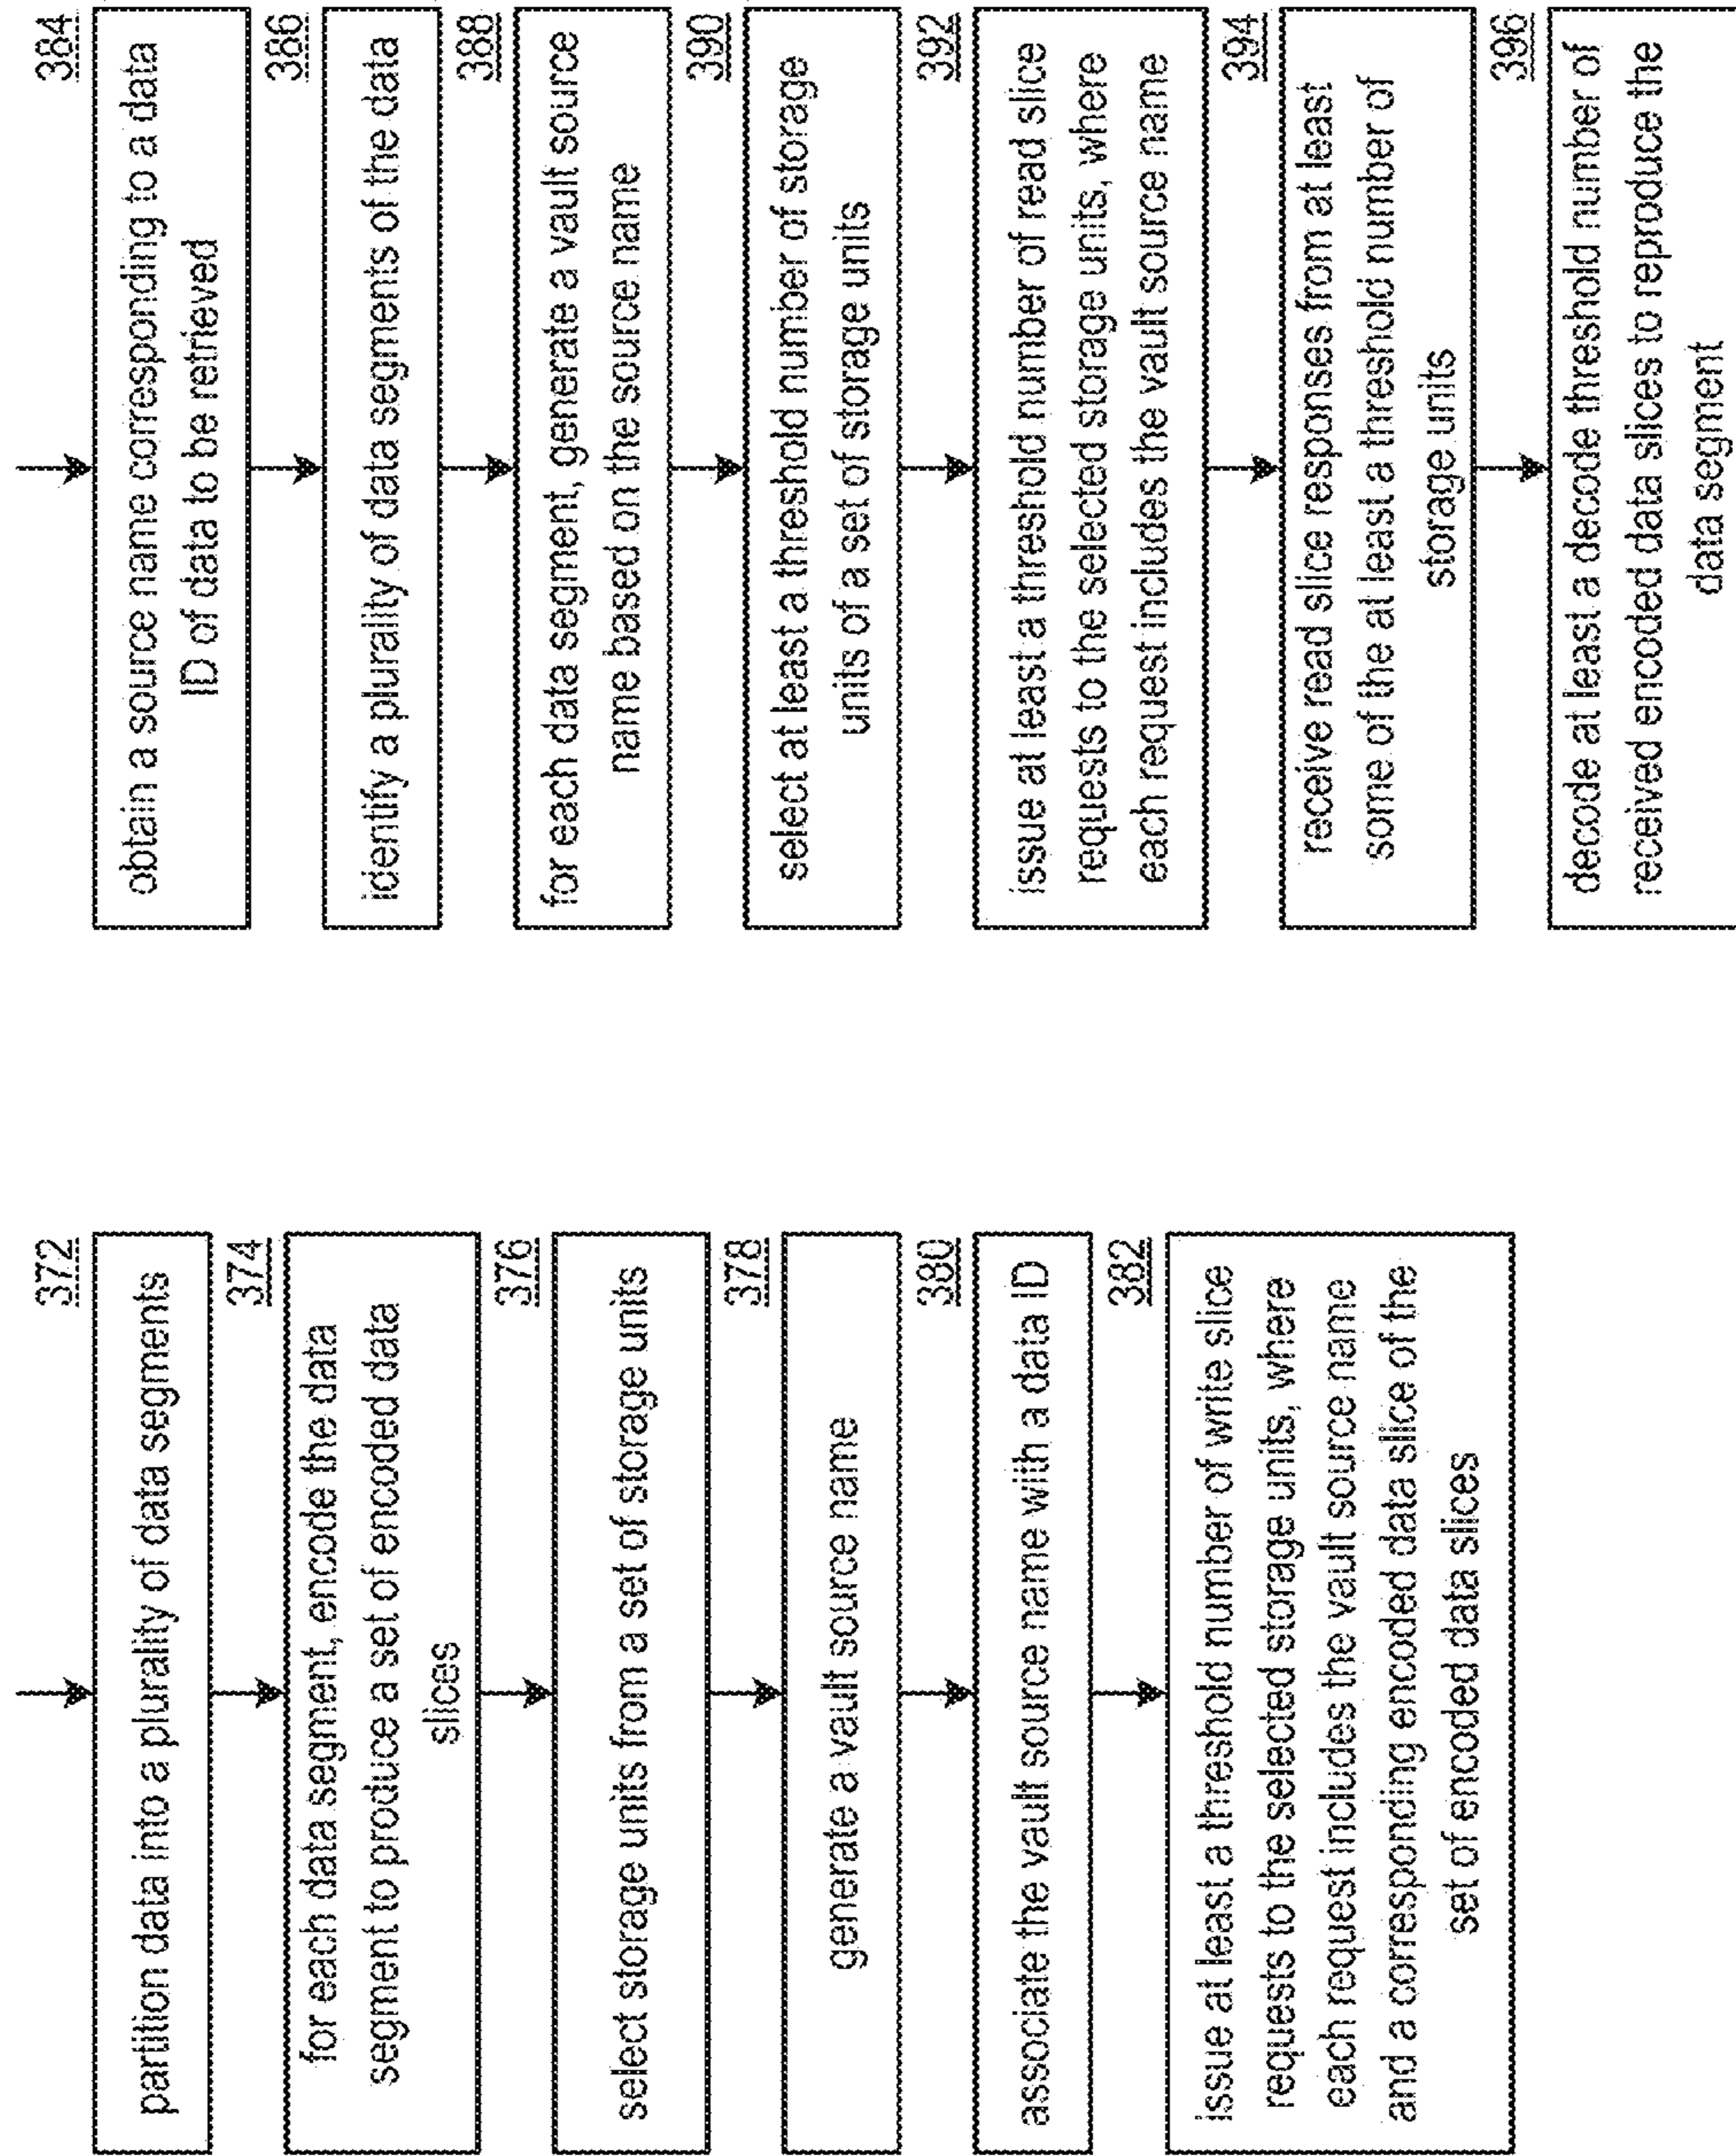 372
partition data into a plurality of data segments
374
for each data segment, encode the data
segment to produce a set of encoded data
slices
376
select storage units from a set of storage units
378
generate a vault source name
380
associate the vault source name with a data ID
382
issue at least a threshold number of write slice
requests to the selected storage units, where
each request includes the vault source name
and a corresponding encoded data slice of the
set of encoded data slices
384
obtain a source name corresponding to a data
ID of data to be retrieved
386
identify a plurality of data segments of the data
388
for each data segment, generate a vault source
name based on the source name
390
select at least a threshold number of storage
units of a set of storage units
392
issue at least a threshold number of read slice
requests to the selected storage units, where
each request includes the vault source name
394
receive read slice responses from at least
some of the at least a threshold number of
storage units
396
decode at least a decode threshold number of
received encoded data slices to reproduce the
data segment